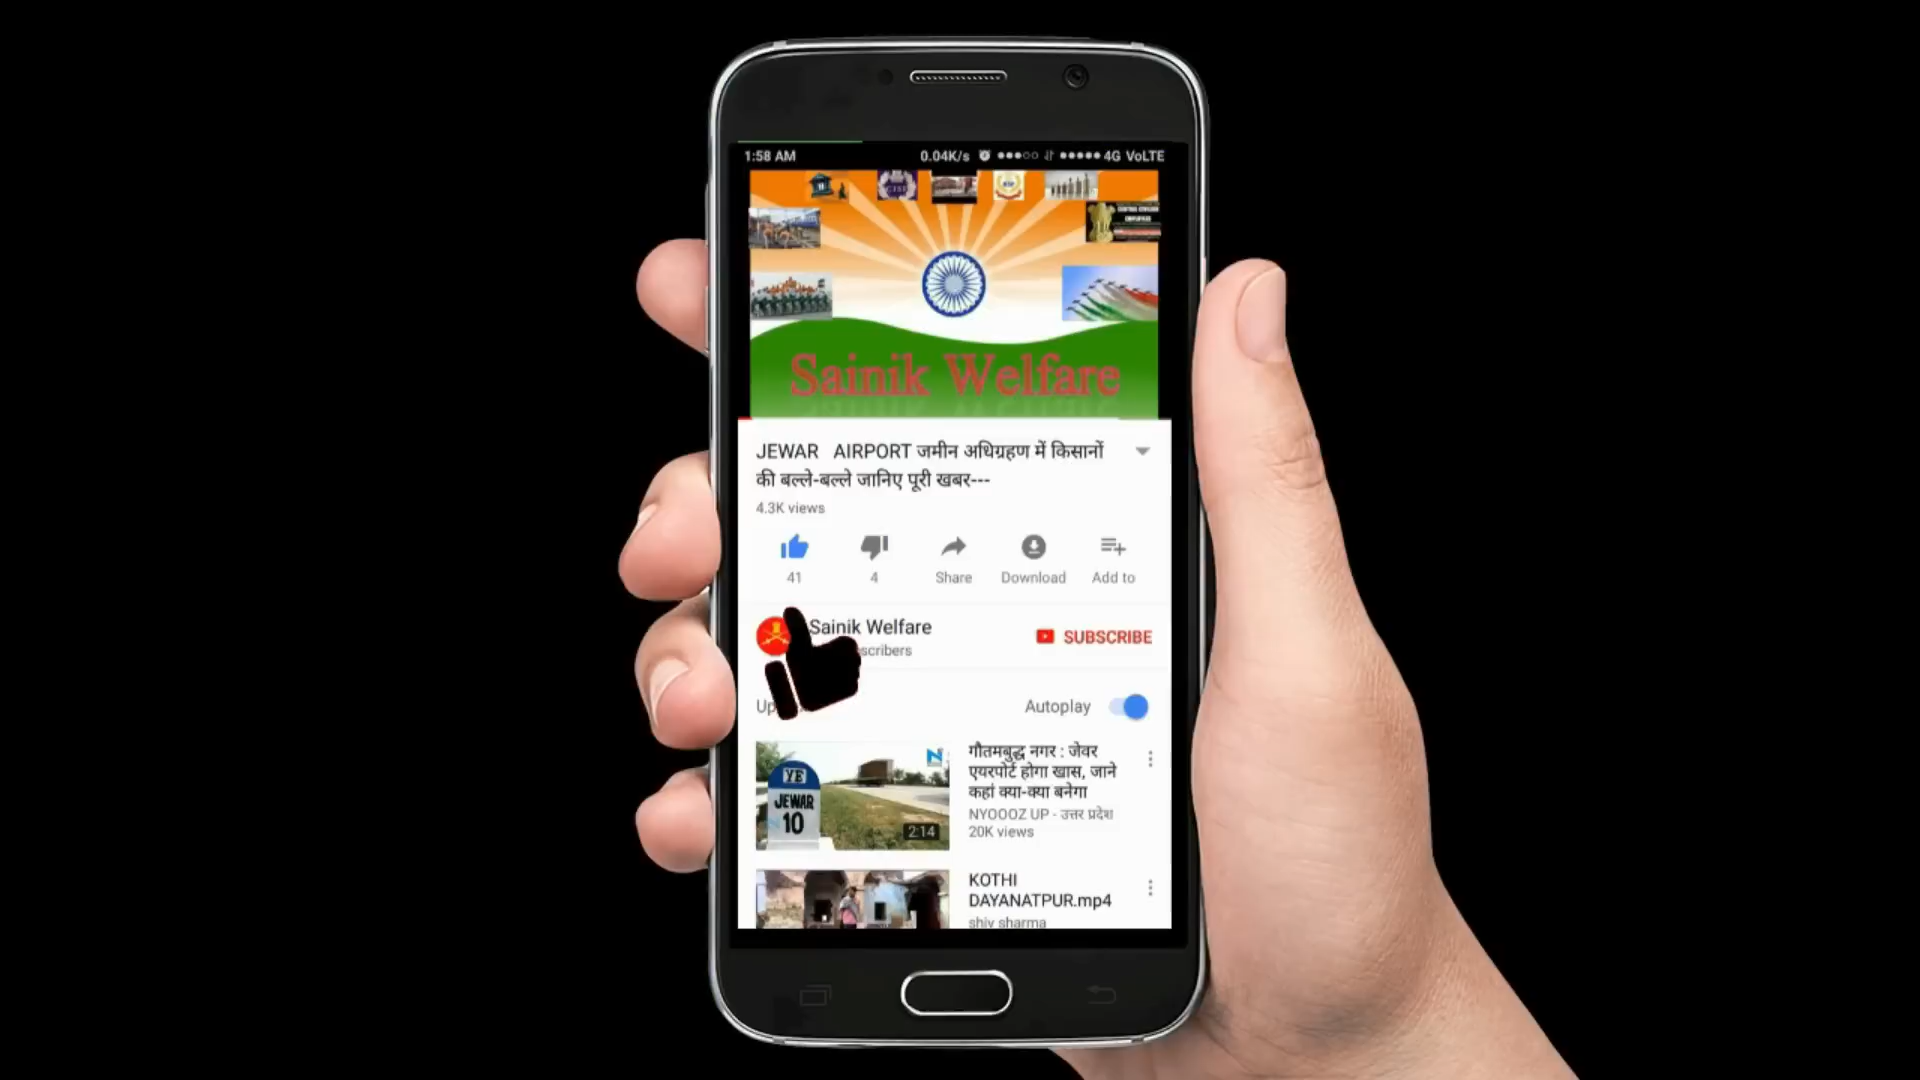 1:58 AM 0.04K/s 4G VoLTE
CISF
Sainik Welfare
JEWAR AIRPORT जमीन अधिग्रहण में किसानों
की बल्ले-बल्ले जानिए पूरी खबर---
4.3K views
41 4 Share Download Add to
Sainik Welfare
SUBSCRIBE
scribers
Up
Autoplay
YE
JEWAR
10
2:14
गौतमबुद्ध नगर : जेवर
एयरपोर्ट होगा खास, जाने
कहां क्या-क्या बनेगा
NYOOOZ UP - उत्तर प्रदेश
20K views
KOTHI
DAYANATPUR.mp4
shiv sharma